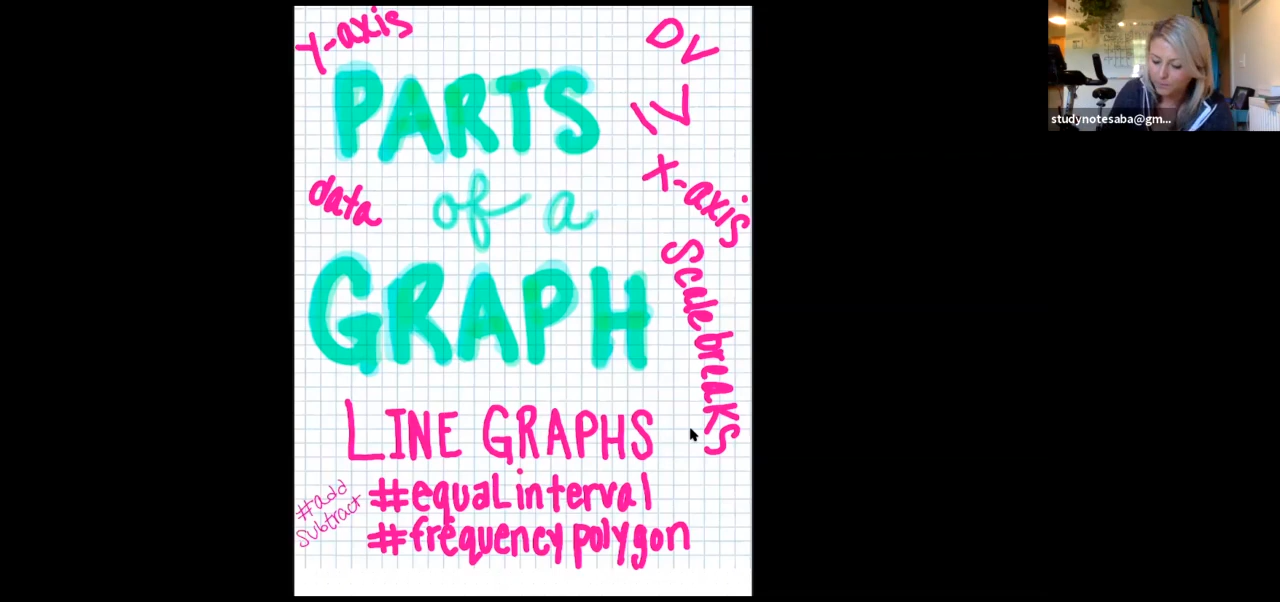 Y-axis
DV
PARTS
IV
of a
data
X-axis
GRAPH
Scale breaks
LINE GRAPHS
#equal interval
#add
subtract
#frequency polygon
studynotesaba@gm...